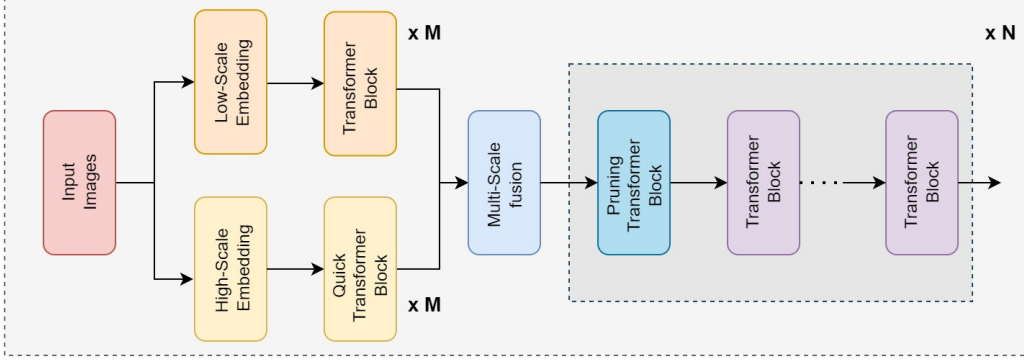 Input
Images
Low-Scale
Embedding
Transformer
Block
x M
High-Scale
Embedding
Quick
Transformer
Block
x M
Multi-Scale
fusion
Pruning
Transformer
Block
Transformer
Block
Transformer
Block
x N